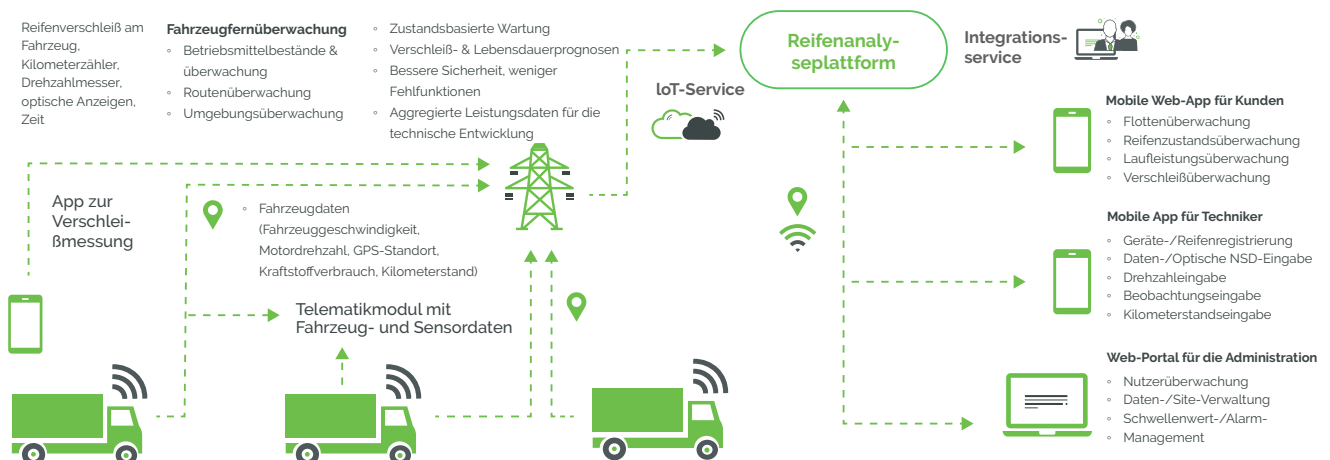 Reifenverschleiß am
Fahrzeug,
Kilometerzähler,
Drehzahlmesser,
optische Anzeigen,
Zeit
Fahrzeugfernüberwachung
◦ Betriebsmittelbestände &
überwachung
◦ Routenüberwachung
◦ Umgebungsüberwachung
◦ Zustandsbasierte Wartung
◦ Verschleiß- & Lebensdauerprognosen
◦ Bessere Sicherheit, weniger
Fehlfunktionen
◦ Aggregierte Leistungsdaten für die
technische Entwicklung
IoT-Service
Reifenanaly-
seplattform
Integrations-
service
App zur
Verschlei-
ßmessung
◦ Fahrzeugdaten
(Fahrzeuggeschwindigkeit,
Motordrehzahl, GPS-Standort,
Kraftstoffverbrauch, Kilometerstand)
Telematikmodul mit
Fahrzeug- und Sensordaten
Mobile Web-App für Kunden
◦ Flottenüberwachung
◦ Reifenzustandsüberwachung
◦ Laufleistungsüberwachung
◦ Verschleißüberwachung
Mobile App für Techniker
◦ Geräte-/Reifenregistrierung
◦ Daten-/Optische NSD-Eingabe
◦ Drehzahleingabe
◦ Beobachtungseingabe
◦ Kilometerstandseingabe
Web-Portal für die Administration
◦ Nutzerüberwachung
◦ Daten-/Site-Verwaltung
◦ Schwellenwert-/Alarm-
◦ Management